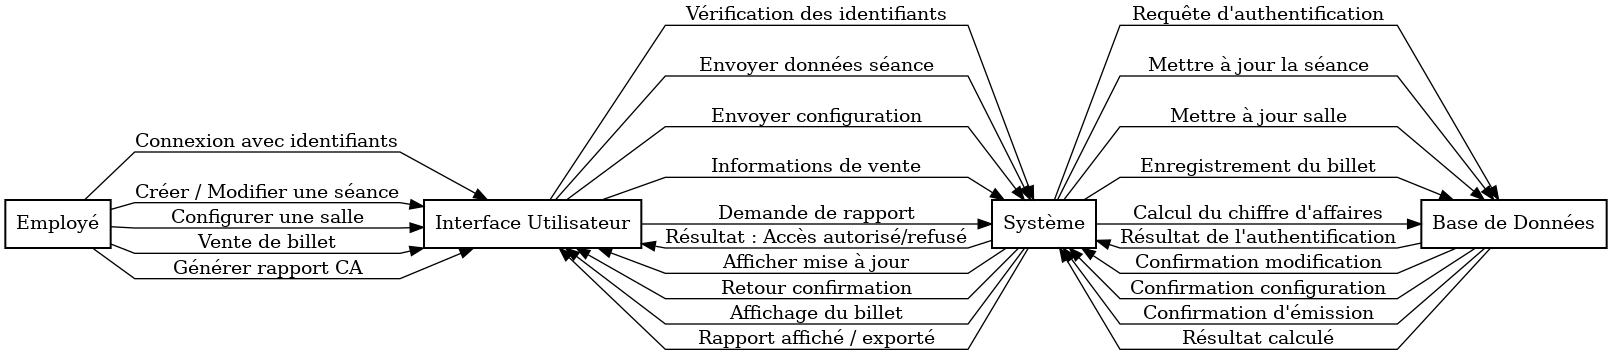 Vérification des identifiants
Requête d'authentification
Envoyer données séance
Mettre à jour la séance
Envoyer configuration
Mettre à jour salle
Connexion avec identifiants
Informations de vente
Enregistrement du billet
Créer / Modifier une séance
Employé
Configurer une salle
Interface Utilisateur
Demande de rapport
Système
Calcul du chiffre d'affaires
Base de Données
Vente de billet
Résultat : Accès autorisé/refusé
Résultat de l'authentification
Générer rapport CA
Afficher mise à jour
Confirmation modification
Retour confirmation
Confirmation configuration
Affichage du billet
Confirmation d'émission
Rapport affiché / exporté
Résultat calculé